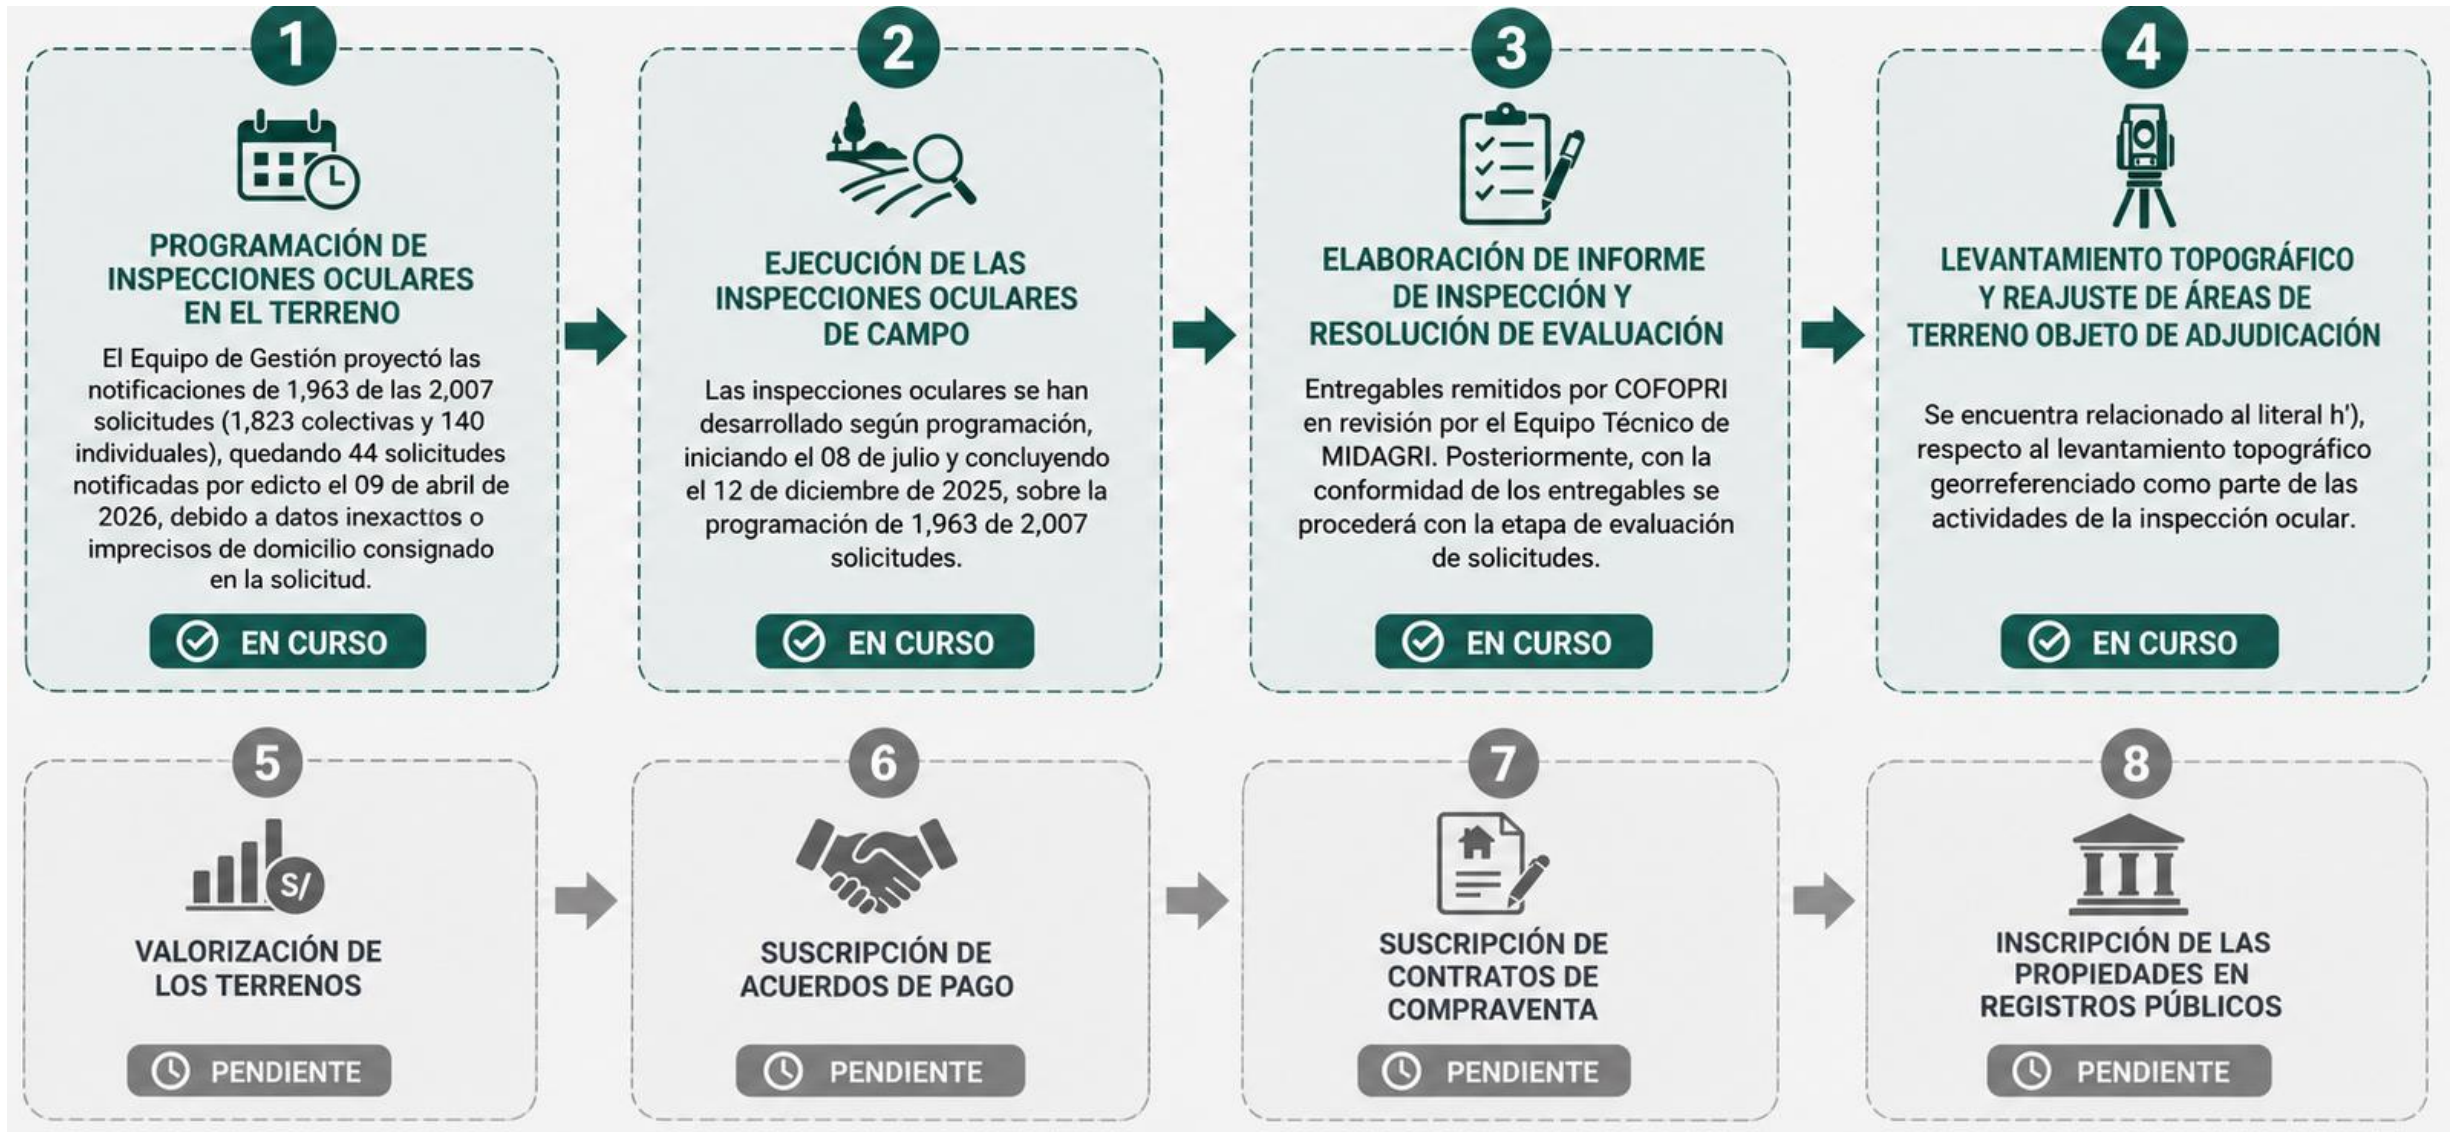 1
PROGRAMACIÓN DE
INSPECCIONES OCULARES
EN EL TERRENO
El Equipo de Gestión proyectó las
notificaciones de 1,963 de las 2,007
solicitudes (1,823 colectivas y 140
individuales), quedando 44 solicitudes
notificadas por edicto el 09 de abril de
2026, debido a datos inexacttos o
imprecisos de domicilio consignado
en la solicitud.
EN CURSO
2
EJECUCIÓN DE LAS
INSPECCIONES OCULARES
DE CAMPO
Las inspecciones oculares se han
desarrollado según programación,
iniciando el 08 de julio y concluyendo
el 12 de diciembre de 2025, sobre la
programación de 1,963 de 2,007
solicitudes.
EN CURSO
3
ELABORACIÓN DE INFORME
DE INSPECCIÓN Y
RESOLUCIÓN DE EVALUACIÓN
Entregables remitidos por COFOPRI
en revisión por el Equipo Técnico de
MIDAGRI. Posteriormente, con la
conformidad de los entregables se
procederá con la etapa de evaluación
de solicitudes.
EN CURSO
4
LEVANTAMIENTO TOPOGRÁFICO
Y REAJUSTE DE ÁREAS DE
TERRENO OBJETO DE ADJUDICACIÓN
Se encuentra relacionado al literal h'),
respecto al levantamiento topográfico
georreferenciado como parte de las
actividades de la inspección ocular.
EN CURSO
5
S/
VALORIZACIÓN DE
LOS TERRENOS
PENDIENTE
6
SUSCRIPCIÓN DE
ACUERDOS DE PAGO
PENDIENTE
7
SUSCRIPCIÓN DE
CONTRATOS DE
COMPRAVENTA
PENDIENTE
8
INSCRIPCIÓN DE LAS
PROPIEDADES EN
REGISTROS PÚBLICOS
PENDIENTE